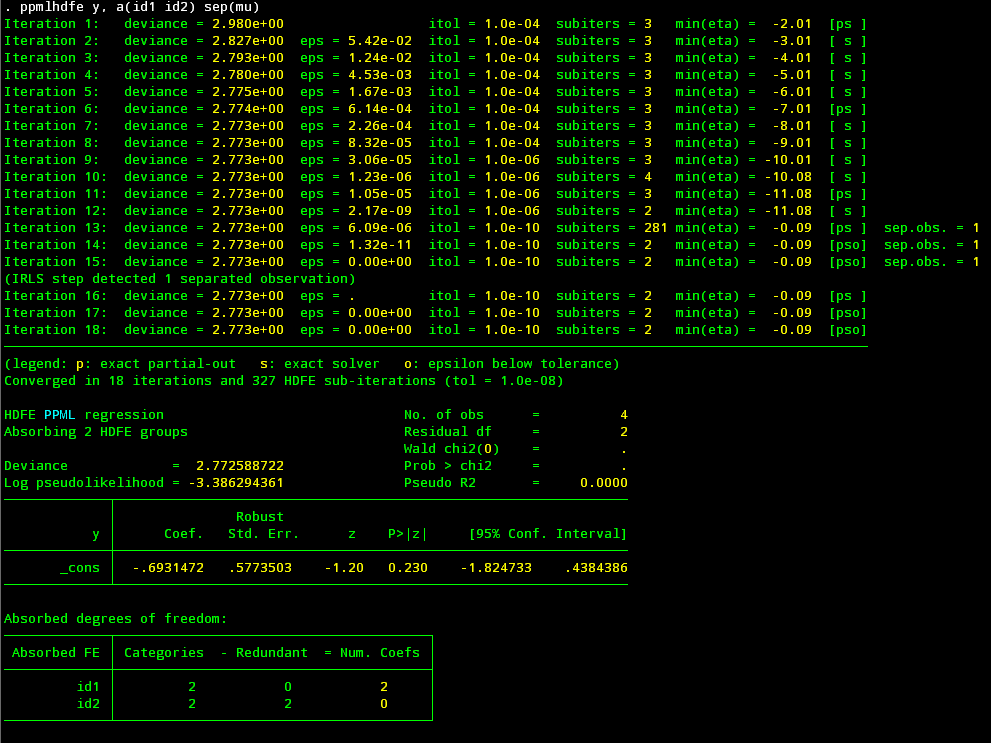 . ppmlhdfe y, a(id1 id2) sep(mu)
Iteration 1:   deviance = 2.980e+00                  itol = 1.0e-04  subiters = 3   min(eta) =  -2.01  [ps ]
Iteration 2:   deviance = 2.827e+00  eps = 5.42e-02  itol = 1.0e-04  subiters = 3   min(eta) =  -3.01  [ s ]
Iteration 3:   deviance = 2.793e+00  eps = 1.24e-02  itol = 1.0e-04  subiters = 3   min(eta) =  -4.01  [ s ]
Iteration 4:   deviance = 2.780e+00  eps = 4.53e-03  itol = 1.0e-04  subiters = 3   min(eta) =  -5.01  [ s ]
Iteration 5:   deviance = 2.775e+00  eps = 1.67e-03  itol = 1.0e-04  subiters = 3   min(eta) =  -6.01  [ s ]
Iteration 6:   deviance = 2.774e+00  eps = 6.14e-04  itol = 1.0e-04  subiters = 3   min(eta) =  -7.01  [ps ]
Iteration 7:   deviance = 2.773e+00  eps = 2.26e-04  itol = 1.0e-04  subiters = 3   min(eta) =  -8.01  [ s ]
Iteration 8:   deviance = 2.773e+00  eps = 8.32e-05  itol = 1.0e-04  subiters = 3   min(eta) =  -9.01  [ s ]
Iteration 9:   deviance = 2.773e+00  eps = 3.06e-05  itol = 1.0e-06  subiters = 3   min(eta) = -10.01  [ s ]
Iteration 10:  deviance = 2.773e+00  eps = 1.23e-06  itol = 1.0e-06  subiters = 4   min(eta) = -10.08  [ s ]
Iteration 11:  deviance = 2.773e+00  eps = 1.05e-05  itol = 1.0e-06  subiters = 3   min(eta) = -11.08  [ps ]
Iteration 12:  deviance = 2.773e+00  eps = 2.17e-09  itol = 1.0e-06  subiters = 2   min(eta) = -11.08  [ s ]
Iteration 13:  deviance = 2.773e+00  eps = 6.09e-06  itol = 1.0e-10  subiters = 281 min(eta) =  -0.09  [ps ]  sep.obs. = 1
Iteration 14:  deviance = 2.773e+00  eps = 1.32e-11  itol = 1.0e-10  subiters = 2   min(eta) =  -0.09  [pso]  sep.obs. = 1
Iteration 15:  deviance = 2.773e+00  eps = 0.00e+00  itol = 1.0e-10  subiters = 2   min(eta) =  -0.09  [pso]  sep.obs. = 1
(IRLS step detected 1 separated observation)
Iteration 16:  deviance = 2.773e+00  eps = .         itol = 1.0e-10  subiters = 2   min(eta) =  -0.09  [ps ]
Iteration 17:  deviance = 2.773e+00  eps = 0.00e+00  itol = 1.0e-10  subiters = 2   min(eta) =  -0.09  [pso]
Iteration 18:  deviance = 2.773e+00  eps = 0.00e+00  itol = 1.0e-10  subiters = 2   min(eta) =  -0.09  [pso]
(legend: p: exact partial-out   s: exact solver   o: epsilon below tolerance)
Converged in 18 iterations and 327 HDFE sub-iterations (tol = 1.0e-08)
HDFE PPML regression                              No. of obs      =          4
Absorbing 2 HDFE groups                           Residual df     =          2
Wald chi2(0)    =          .
Deviance             =  2.772588722               Prob > chi2     =          .
Log pseudolikelihood = -3.386294361               Pseudo R2       =     0.0000
Robust
y       Coef.   Std. Err.      z    P>|z|     [95% Conf. Interval]
_cons    -.6931472   .5773503    -1.20   0.230    -1.824733    .4384386
Absorbed degrees of freedom:
Absorbed FE   Categories  - Redundant  = Num. Coefs
id1           2           0           2
id2           2           2           0